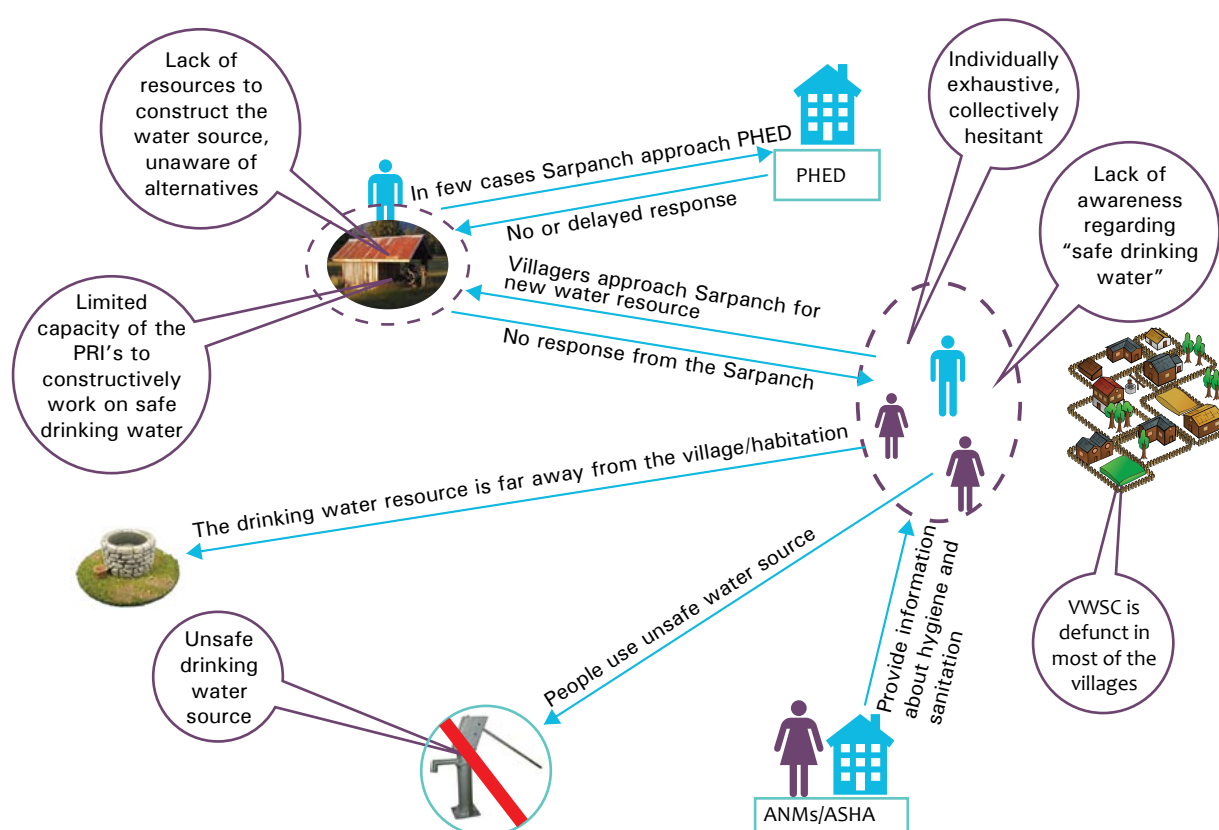 Lack of
resources to
construct the
water source,
unaware of
alternatives
In few cases Sarpanch approach PHED
No or delayed response
PHED
Individually
exhaustive,
collectively
hesitant
Lack of
awareness
regarding
“safe drinking
water”
Limited
capacity of the
PRI's to
constructively
work on safe
drinking water
Villagers approach Sarpanch for
new water resource
No response from the Sarpanch
The drinking water resource is far away from the village/habitation
People use unsafe water source
Unsafe
drinking
water
source
Provide information
about hygiene and
sanitation
VWSC is
defunct in
most of the
villages
ANMs/ASHA